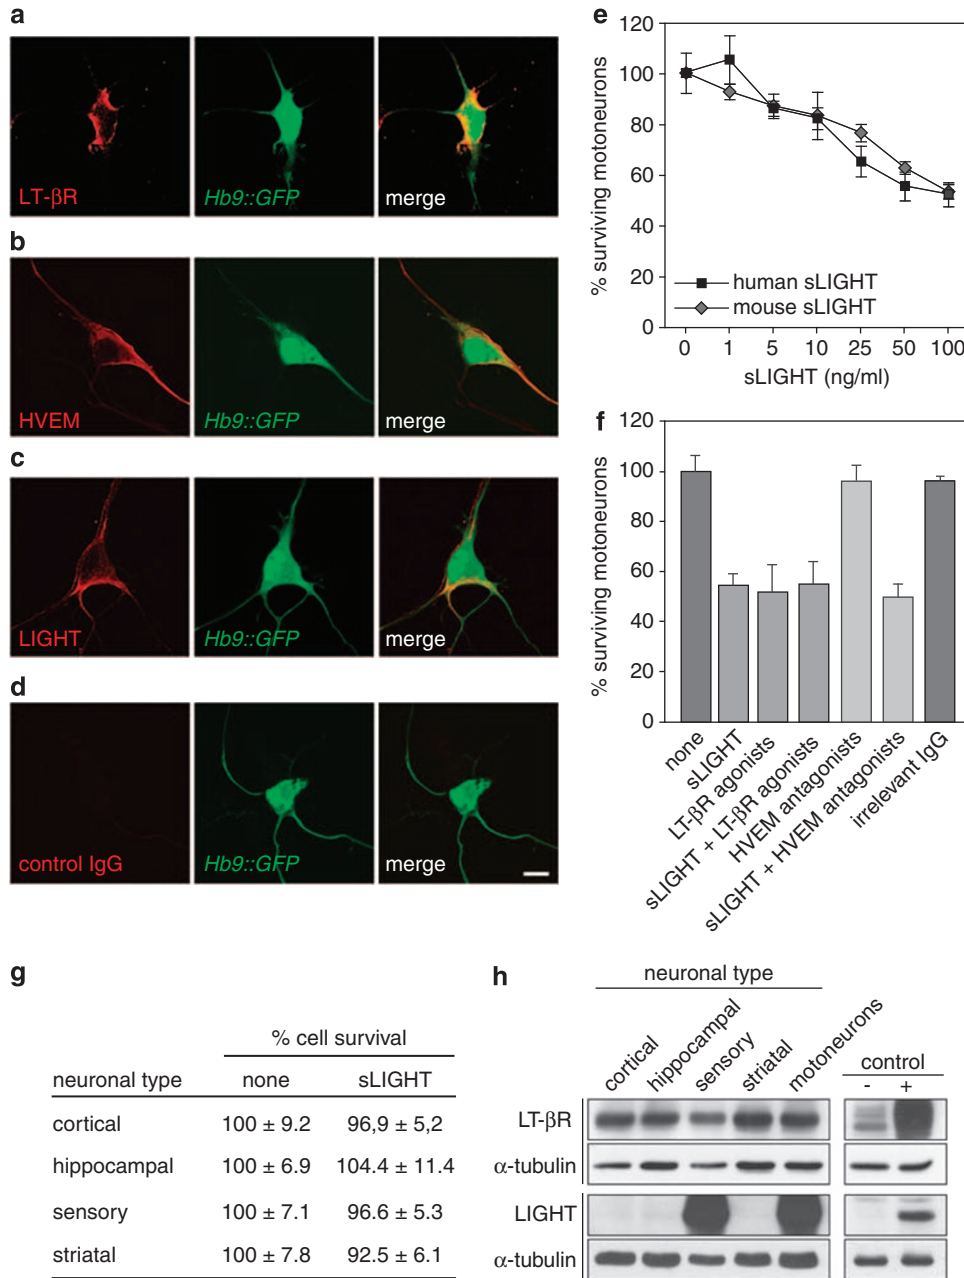 a
LT-βR
Hb9::GFP
merge
b
HVEM
Hb9::GFP
merge
c
LIGHT
Hb9::GFP
merge
d
control IgG
Hb9::GFP
merge
e
% surviving motoneurons
120
100
80
60
40
20
0
human sLIGHT
mouse sLIGHT
0 1 5 10 25 50 100
sLIGHT (ng/ml)
f
% surviving motoneurons
120
100
80
60
40
20
0
none
sLIGHT
LT-βR agonists
sLIGHT + LT-βR agonists
HVEM antagonists
sLIGHT + HVEM antagonists
irrelevant IgG
g
% cell survival
neuronal type none sLIGHT
cortical 100 ± 9.2 96,9 ± 5,2
hippocampal 100 ± 6.9 104.4 ± 11.4
sensory 100 ± 7.1 96.6 ± 5.3
striatal 100 ± 7.8 92.5 ± 6.1
h
neuronal type
cortical
hippocampal
sensory
striatal
motoneurons
control
- +
LT-βR
α-tubulin
LIGHT
α-tubulin